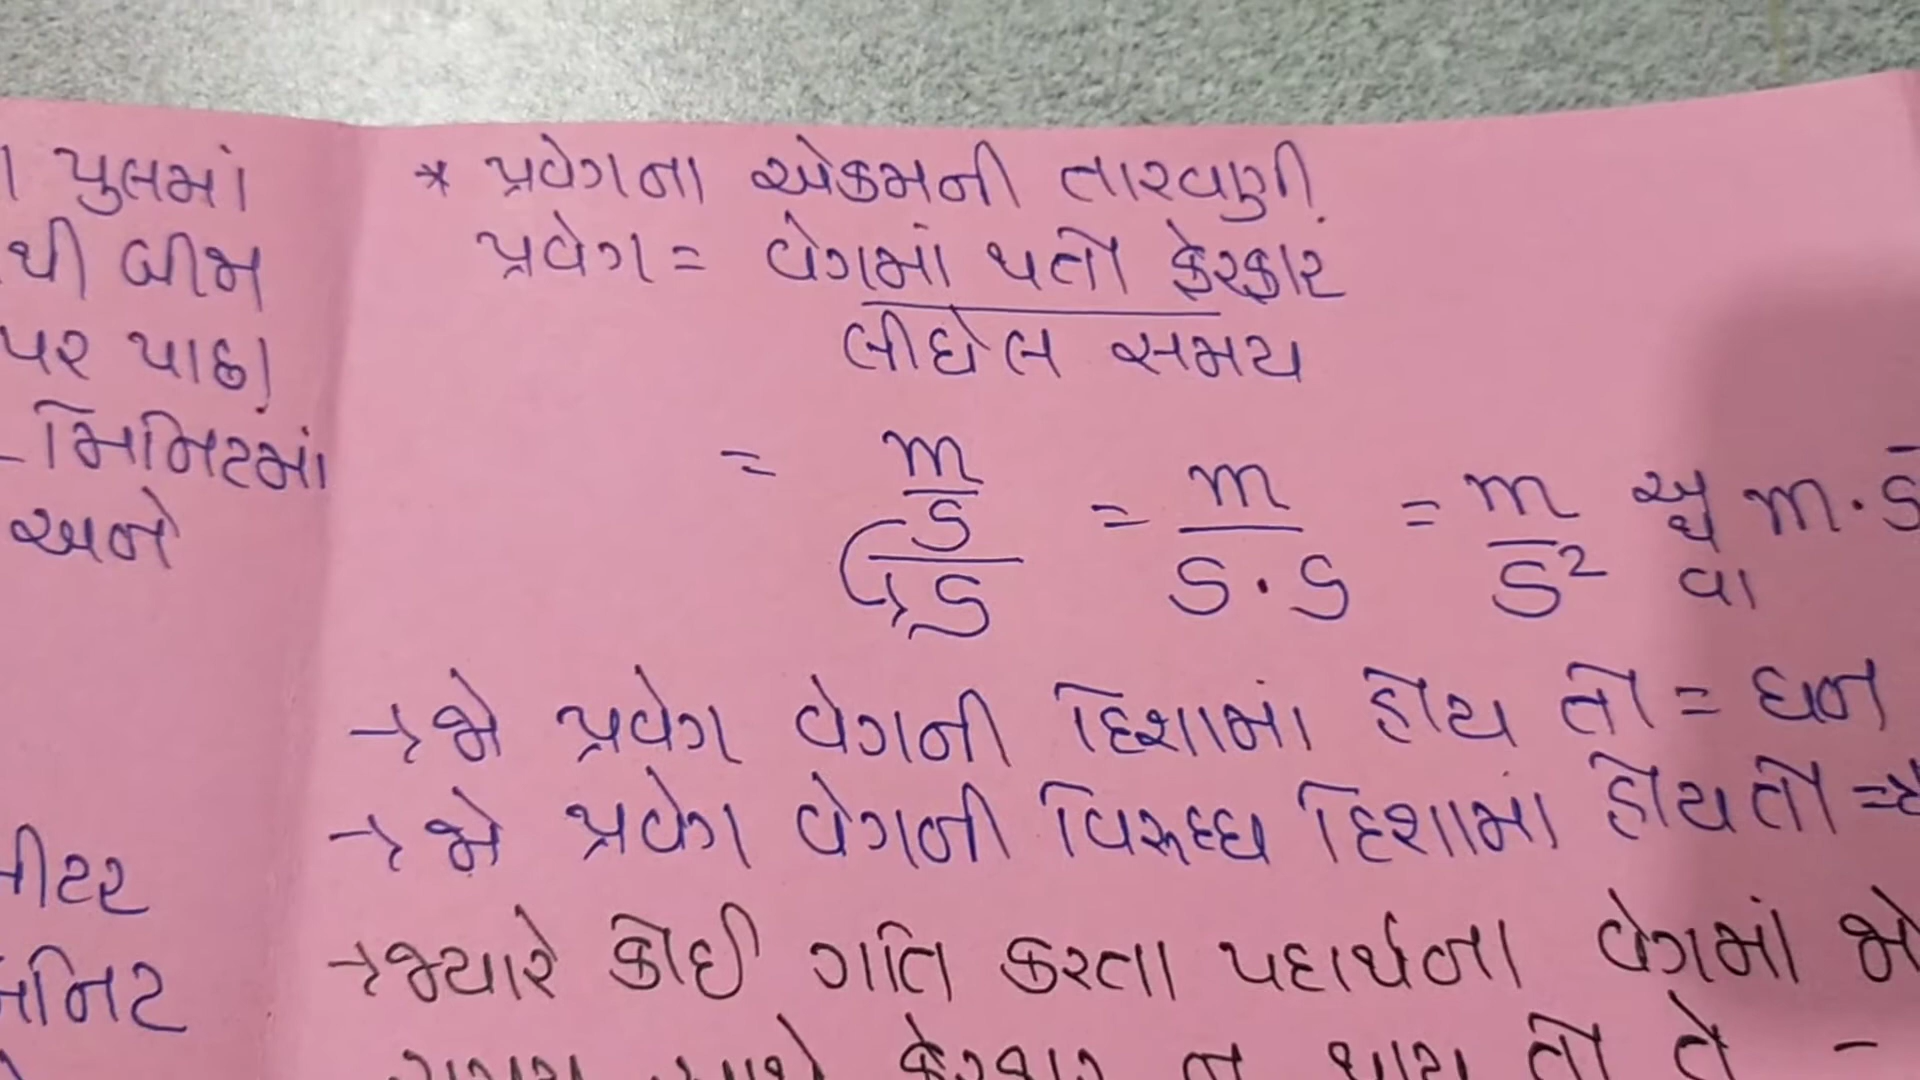 પુલમાં
થી બીજા
પર પાછા
મિનિટમાં
અને
મીટર
મિનિટ
* પ્રવેગના એકમની તારવણી
પ્રવેગ = વેગમાં થતો ફેરફાર
લીધેલ સમય
= m/s / s = m / s · s = m / s² અથવા m · s
→ જો પ્રવેગ વેગની દિશામાં હોય તો = ધન
→ જો પ્રવેગ વેગની વિરુધ્ધ દિશામાં હોય તો =
→ જ્યારે કોઈ ગતિ કરતા પદાર્થના વેગમાં જો